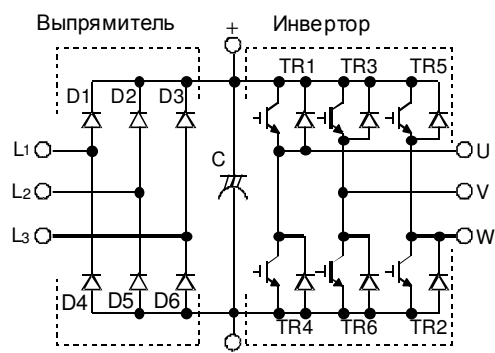 Выпрямитель + Инвертор
D1 D2 D3 TR1 TR3 TR5
L1 U
C
L2 V
L3 W
D4 D5 D6 TR4 TR6 TR2
-